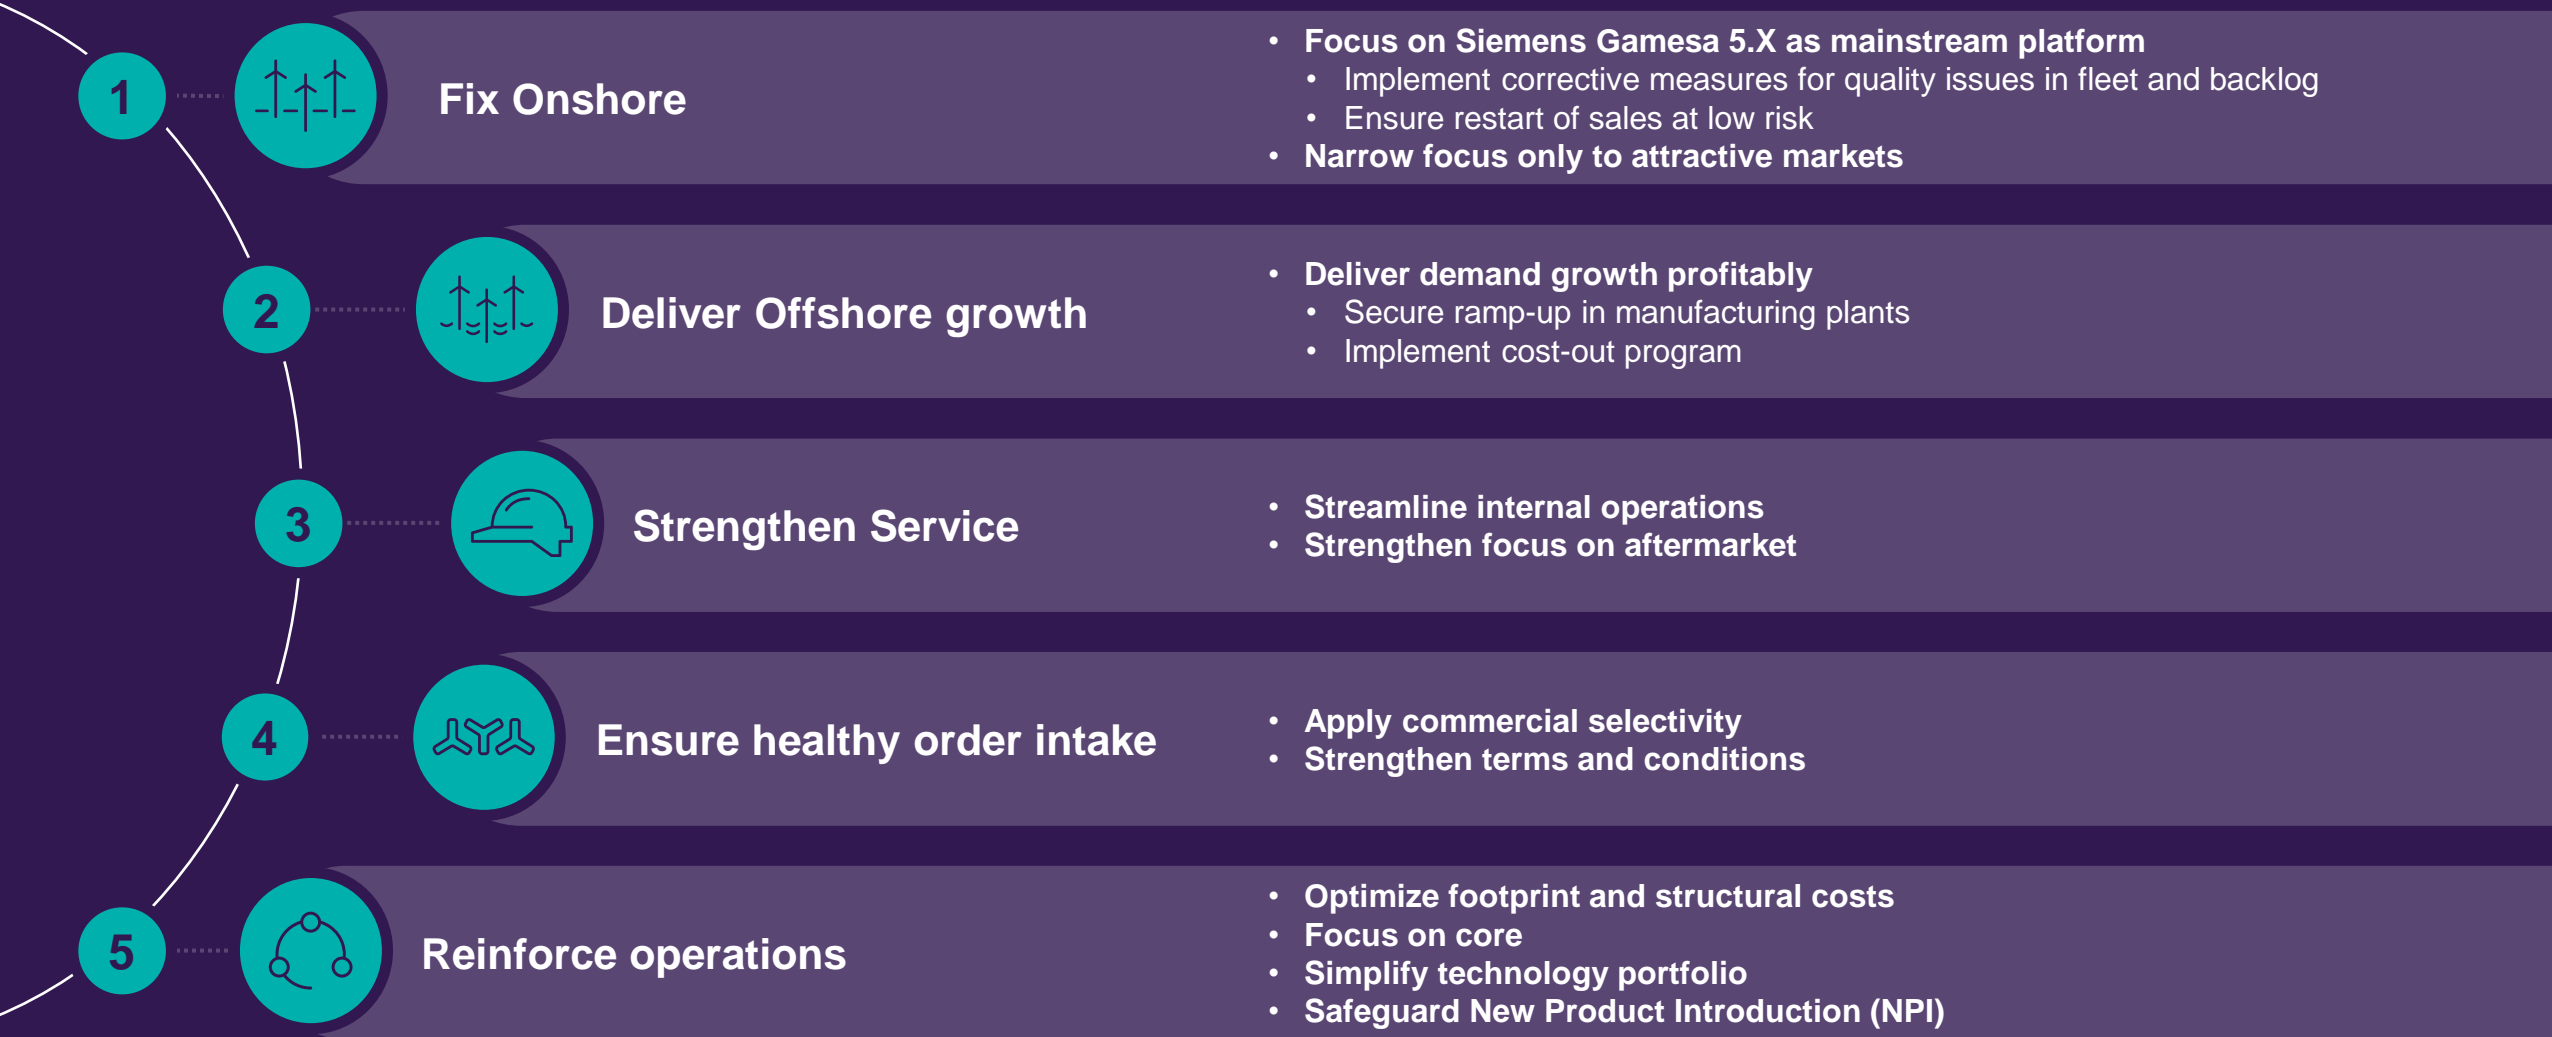 1
Fix Onshore
• Focus on Siemens Gamesa 5.X as mainstream platform
• Implement corrective measures for quality issues in fleet and backlog
• Ensure restart of sales at low risk
• Narrow focus only to attractive markets
2
Deliver Offshore growth
• Deliver demand growth profitably
• Secure ramp-up in manufacturing plants
• Implement cost-out program
3
Strengthen Service
• Streamline internal operations
• Strengthen focus on aftermarket
4
Ensure healthy order intake
• Apply commercial selectivity
• Strengthen terms and conditions
5
Reinforce operations
• Optimize footprint and structural costs
• Focus on core
• Simplify technology portfolio
• Safeguard New Product Introduction (NPI)